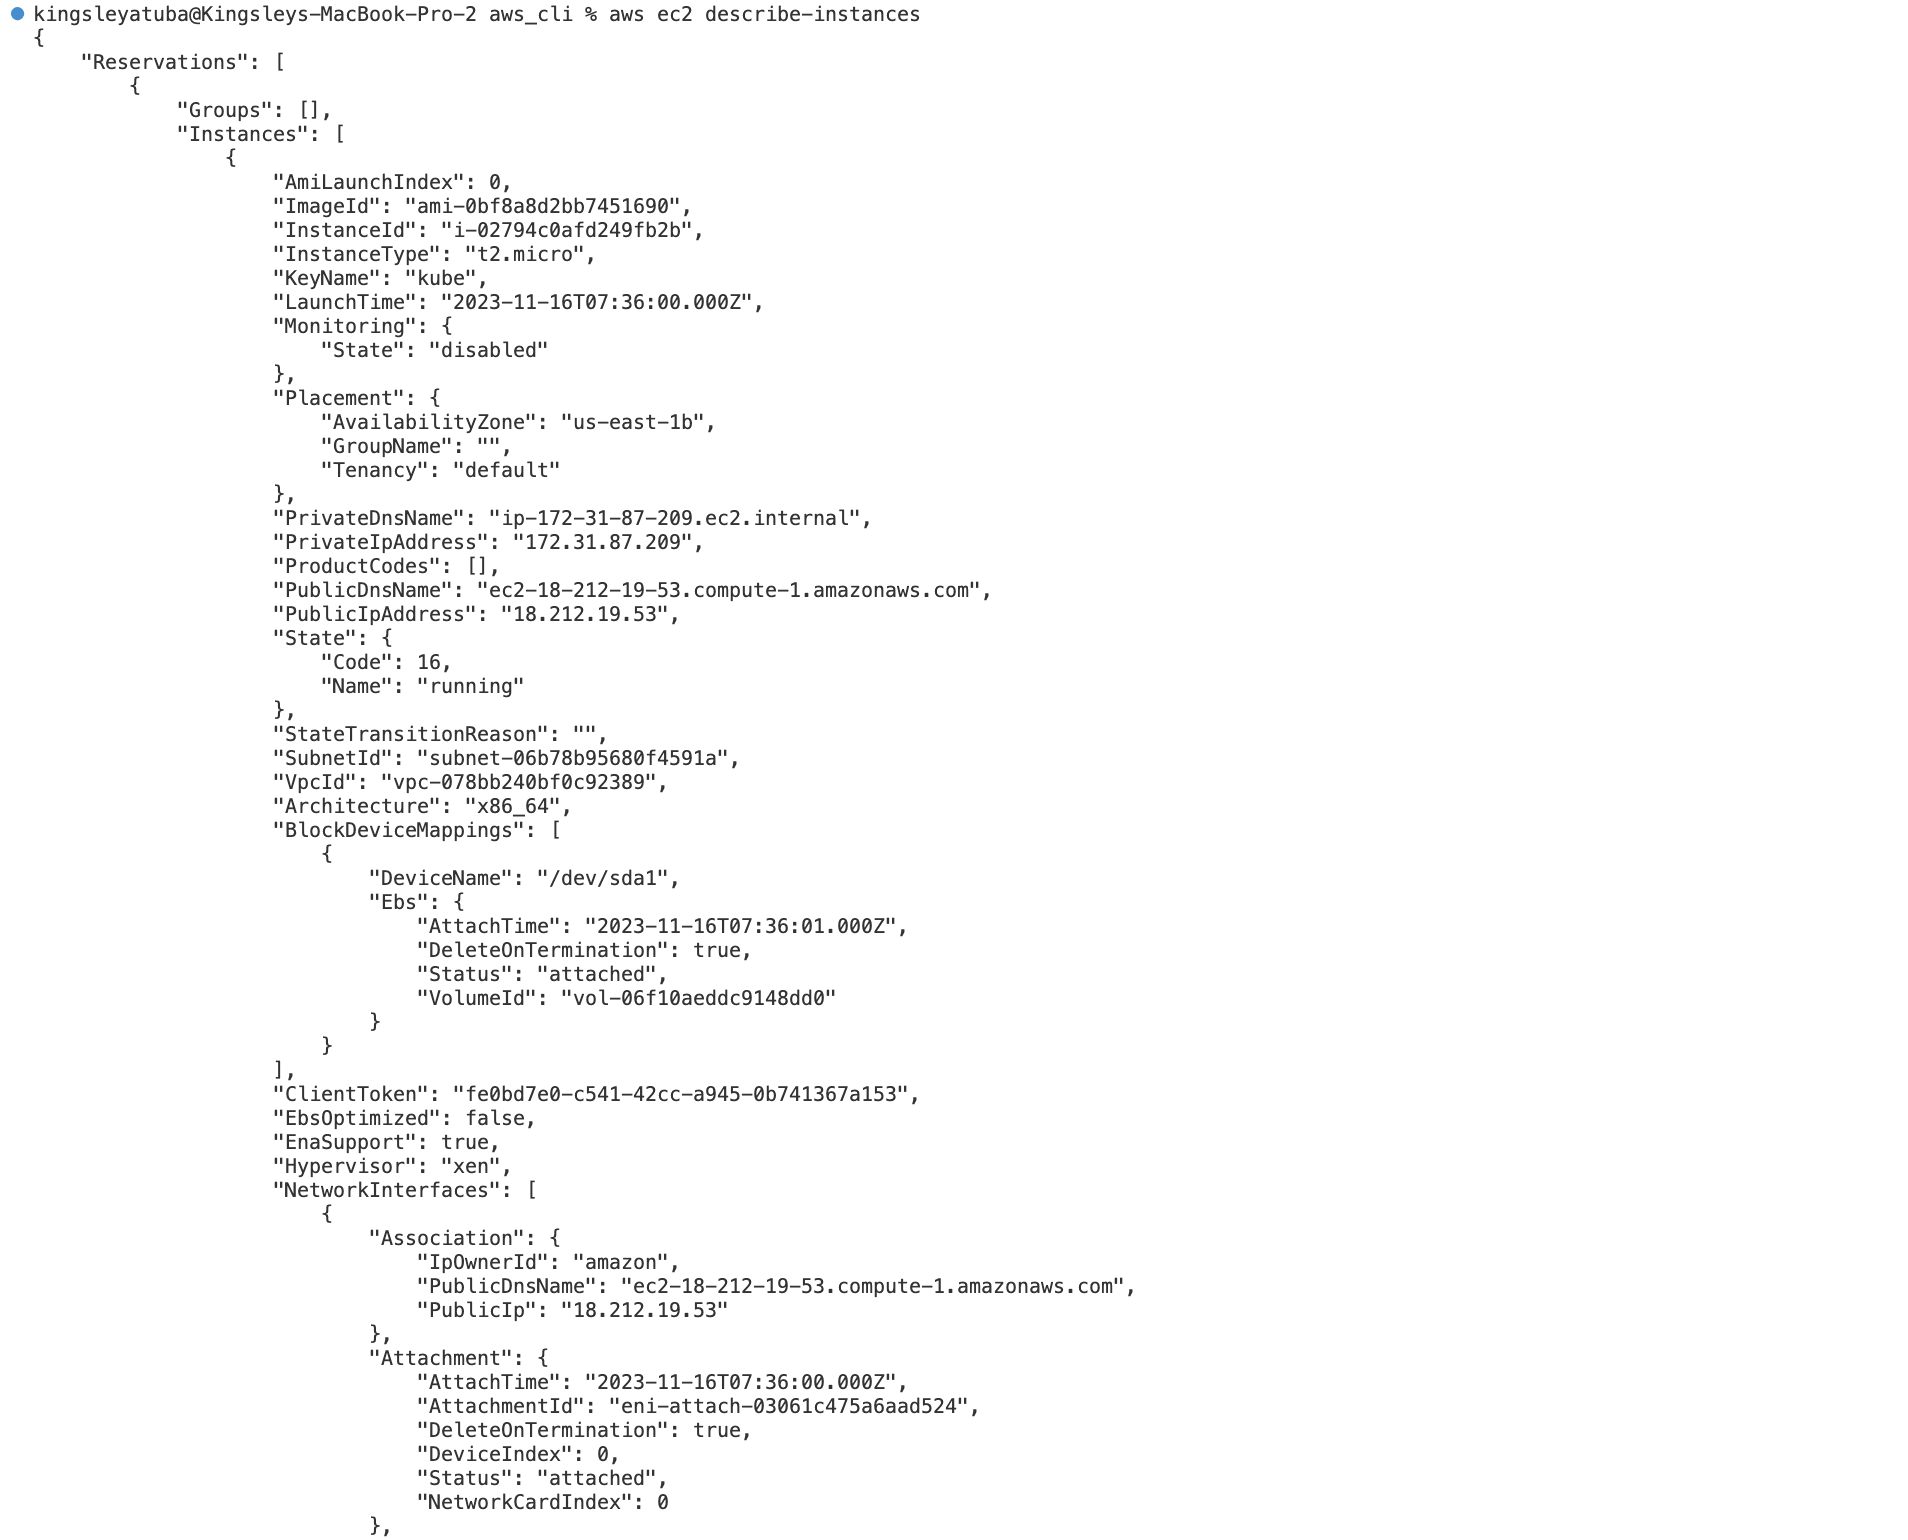 kingsleyatuba@Kingsleys-MacBook-Pro-2 aws_cli % aws ec2 describe-instances
{
    "Reservations": [
        {
            "Groups": [],
            "Instances": [
                {
                    "AmiLaunchIndex": 0,
                    "ImageId": "ami-0bf8a8d2bb7451690",
                    "InstanceId": "i-02794c0afd249fb2b",
                    "InstanceType": "t2.micro",
                    "KeyName": "kube",
                    "LaunchTime": "2023-11-16T07:36:00.000Z",
                    "Monitoring": {
                        "State": "disabled"
                    },
                    "Placement": {
                        "AvailabilityZone": "us-east-1b",
                        "GroupName": "",
                        "Tenancy": "default"
                    },
                    "PrivateDnsName": "ip-172-31-87-209.ec2.internal",
                    "PrivateIpAddress": "172.31.87.209",
                    "ProductCodes": [],
                    "PublicDnsName": "ec2-18-212-19-53.compute-1.amazonaws.com",
                    "PublicIpAddress": "18.212.19.53",
                    "State": {
                        "Code": 16,
                        "Name": "running"
                    },
                    "StateTransitionReason": "",
                    "SubnetId": "subnet-06b78b95680f4591a",
                    "VpcId": "vpc-078bb240bf0c92389",
                    "Architecture": "x86_64",
                    "BlockDeviceMappings": [
                        {
                            "DeviceName": "/dev/sda1",
                            "Ebs": {
                                "AttachTime": "2023-11-16T07:36:01.000Z",
                                "DeleteOnTermination": true,
                                "Status": "attached",
                                "VolumeId": "vol-06f10aeddc9148dd0"
                            }
                        }
                    ],
                    "ClientToken": "fe0bd7e0-c541-42cc-a945-0b741367a153",
                    "EbsOptimized": false,
                    "EnaSupport": true,
                    "Hypervisor": "xen",
                    "NetworkInterfaces": [
                        {
                            "Association": {
                                "IpOwnerId": "amazon",
                                "PublicDnsName": "ec2-18-212-19-53.compute-1.amazonaws.com",
                                "PublicIp": "18.212.19.53"
                            },
                            "Attachment": {
                                "AttachTime": "2023-11-16T07:36:00.000Z",
                                "AttachmentId": "eni-attach-03061c475a6aad524",
                                "DeleteOnTermination": true,
                                "DeviceIndex": 0,
                                "Status": "attached",
                                "NetworkCardIndex": 0
                            },